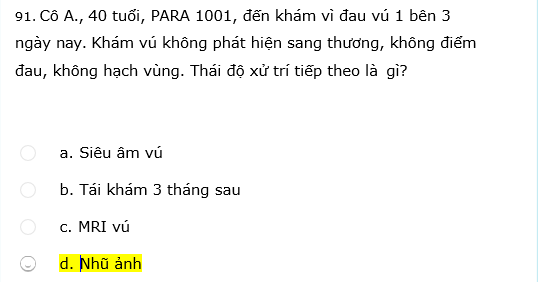 91. Cô A., 40 tuổi, PARA 1001, đến khám vì đau vú 1 bên 3
ngày nay. Khám vú không phát hiện sang thương, không điểm
đau, không hạch vùng. Thái độ xử trí tiếp theo là gì?
a. Siêu âm vú
b. Tái khám 3 tháng sau
c. MRI vú
d. Nhũ ảnh